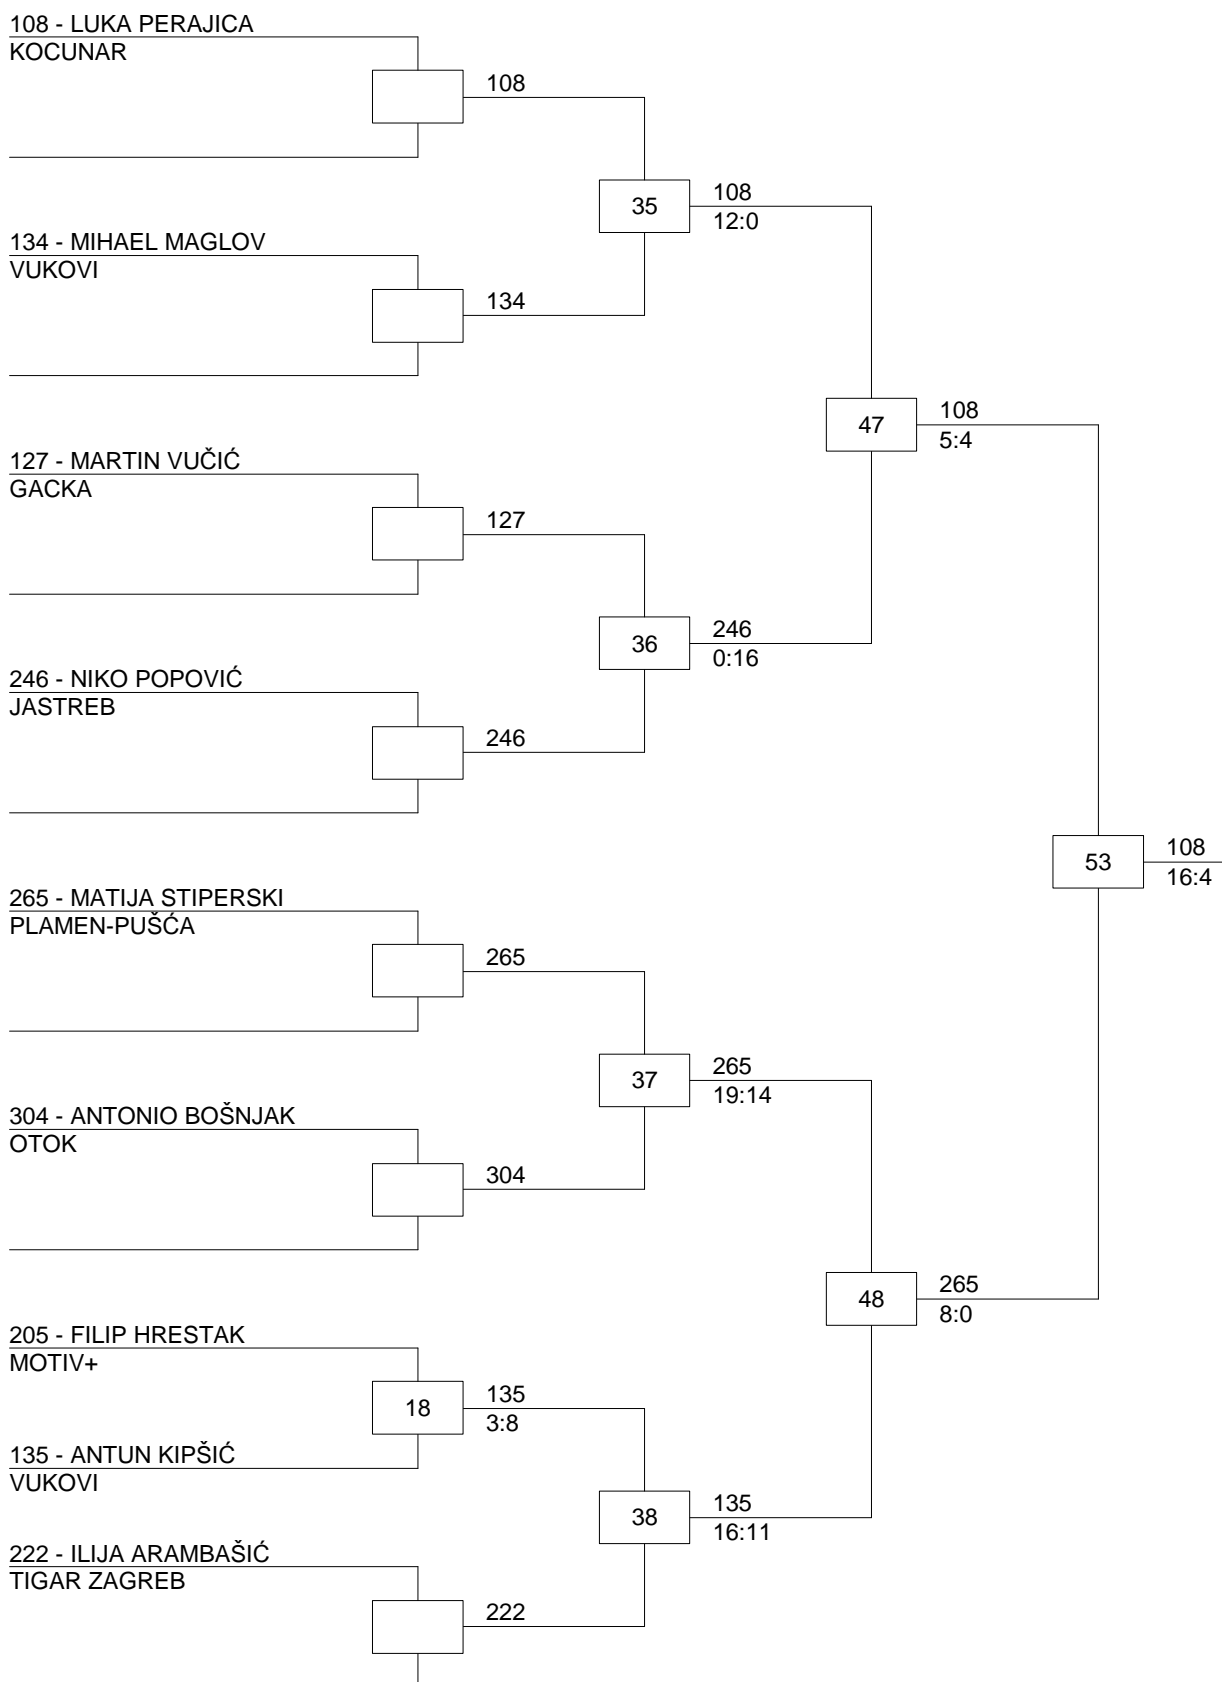 108 - LUKA PERAJICA
KOCUNAR
108
35
108
12:0
134 - MIHAEL MAGLOV
VUKOVI
134
47
108
5:4
127 - MARTIN VUČIĆ
GACKA
127
36
246
0:16
246 - NIKO POPOVIĆ
JASTREB
246
53
108
16:4
265 - MATIJA STIPERSKI
PLAMEN-PUŠĆA
265
37
265
19:14
304 - ANTONIO BOŠNJAK
OTOK
304
48
265
8:0
205 - FILIP HRESTAK
MOTIV+
18
135
3:8
135 - ANTUN KIPŠIĆ
VUKOVI
38
135
16:11
222 - ILIJA ARAMBAŠIĆ
TIGAR ZAGREB
222